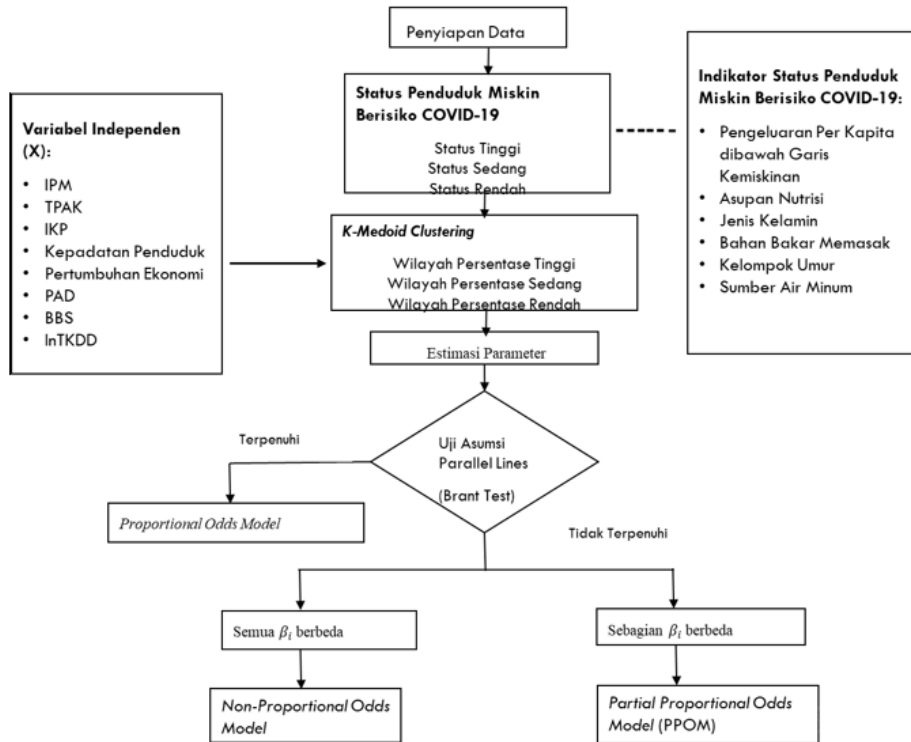 Penyiapan Data
Status Penduduk Miskin
Berisiko COVID-19
Status Tinggi
Status Sedang
Status Rendah
Indikator Status Penduduk
Miskin Berisiko COVID-19:
• Pengeluaran Per Kapita
dibawah Garis
Kemiskinan
• Asupan Nutrisi
• Jenis Kelamin
• Bahan Bakar Memasak
• Kelompok Umur
• Sumber Air Minum
Variabel Independen
(X):
• IPM
• TPAK
• IKP
• Kepadatan Penduduk
• Pertumbuhan Ekonomi
• PAD
• BBS
• InTKDD
K-Medoid Clustering
Wilayah Persentase Tinggi
Wilayah Persentase Sedang
Wilayah Persentase Rendah
Estimasi Parameter
Uji Asumsi
Parallel Lines
(Brant Test)
Terpenuhi
Proportional Odds Model
Tidak Terpenuhi
Semua βᵢ berbeda
Sebagian βᵢ berbeda
Non-Proportional Odds
Model
Partial Proportional Odds
Model (PPOM)